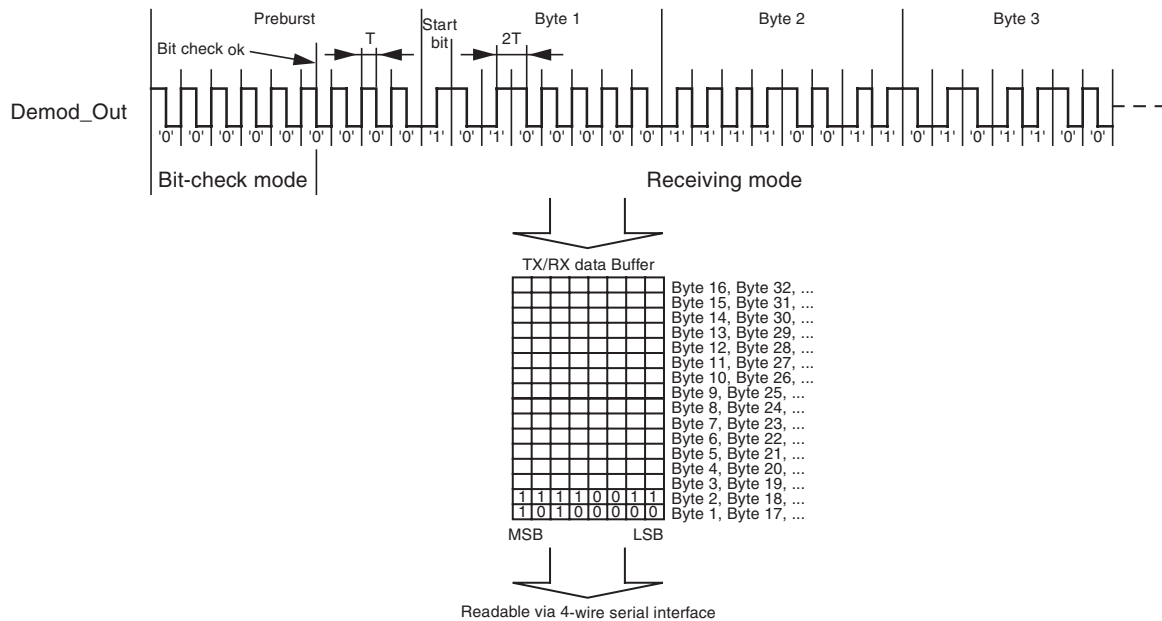 Preburst
Start
bit
Byte 1
Byte 2
Byte 3
Bit check ok
T
2T
Demod_Out
'0' '0' '0' '0' '0' '0' '0' '0' '0' '1' '0' '1' '0' '0' '0' '0' '0' '1' '1' '1' '1' '0' '0' '1' '1' '0' '1' '0' '1' '1' '0' '0'
Bit-check mode
Receiving mode
TX/RX data Buffer
Byte 16, Byte 32, ...
Byte 15, Byte 31, ...
Byte 14, Byte 30, ...
Byte 13, Byte 29, ...
Byte 12, Byte 28, ...
Byte 11, Byte 27, ...
Byte 10, Byte 26, ...
Byte 9, Byte 25, ...
Byte 8, Byte 24, ...
Byte 7, Byte 23, ...
Byte 6, Byte 22, ...
Byte 5, Byte 21, ...
Byte 4, Byte 20, ...
Byte 3, Byte 19, ...
1 1 1 1 0 0 1 1 Byte 2, Byte 18, ...
1 0 1 0 0 0 0 0 Byte 1, Byte 17, ...
MSB LSB
Readable via 4-wire serial interface